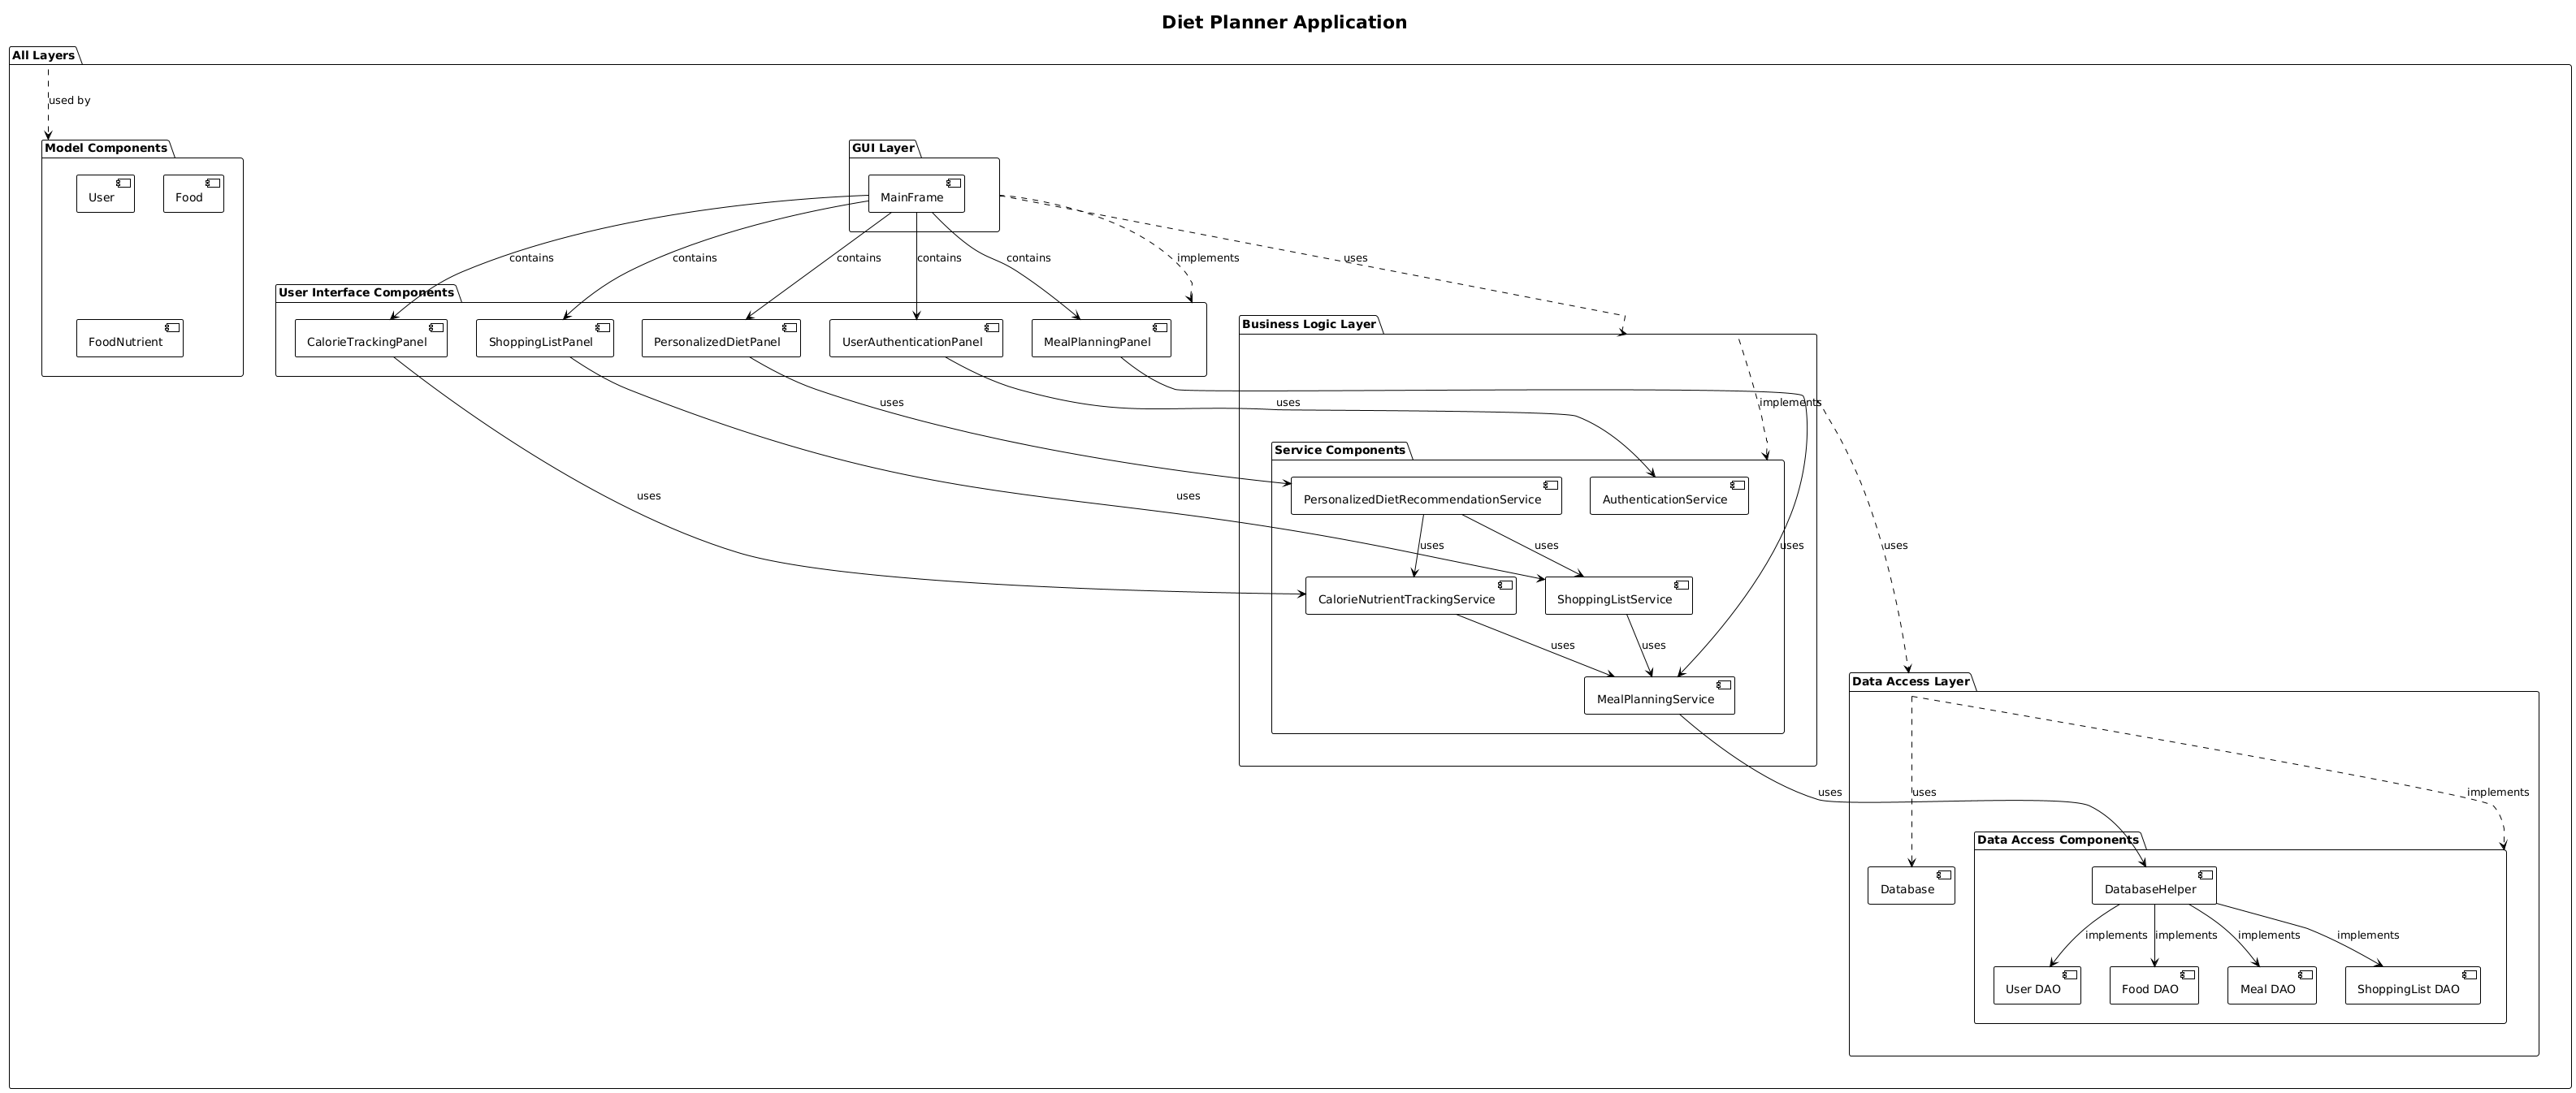 Diet Planner Application
All Layers
used by
Model Components
GUI Layer
User
Food
MainFrame
contains
contains
contains
contains
contains
implements
uses
User Interface Components
Business Logic Layer
FoodNutrient
CalorieTrackingPanel
ShoppingListPanel
PersonalizedDietPanel
UserAuthenticationPanel
MealPlanningPanel
uses
uses
implements
Service Components
uses
uses
PersonalizedDietRecommendationService
AuthenticationService
uses
uses
uses
uses
CalorieNutrientTrackingService
ShoppingListService
uses
uses
Data Access Layer
MealPlanningService
uses
uses
implements
Data Access Components
Database
DatabaseHelper
implements
implements
implements
implements
User DAO
Food DAO
Meal DAO
ShoppingList DAO